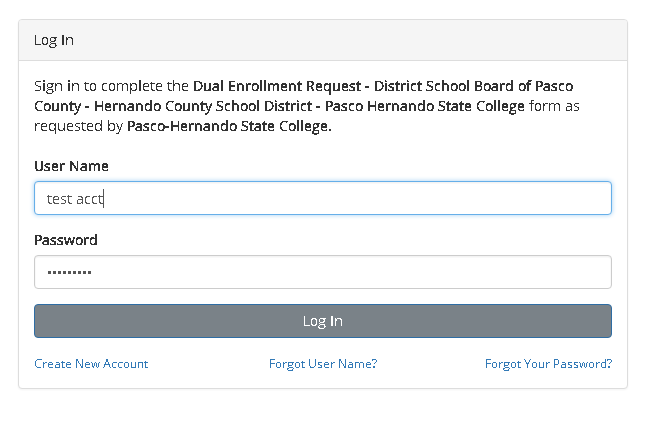 Log In
Sign in to complete the Dual Enrollment Request - District School Board of Pasco
County - Hernando County School District - Pasco Hernando State College form as
requested by Pasco-Hernando State College.
User Name
test acct
Password
•••••••••
Log In
Create New Account Forgot User Name? Forgot Your Password?